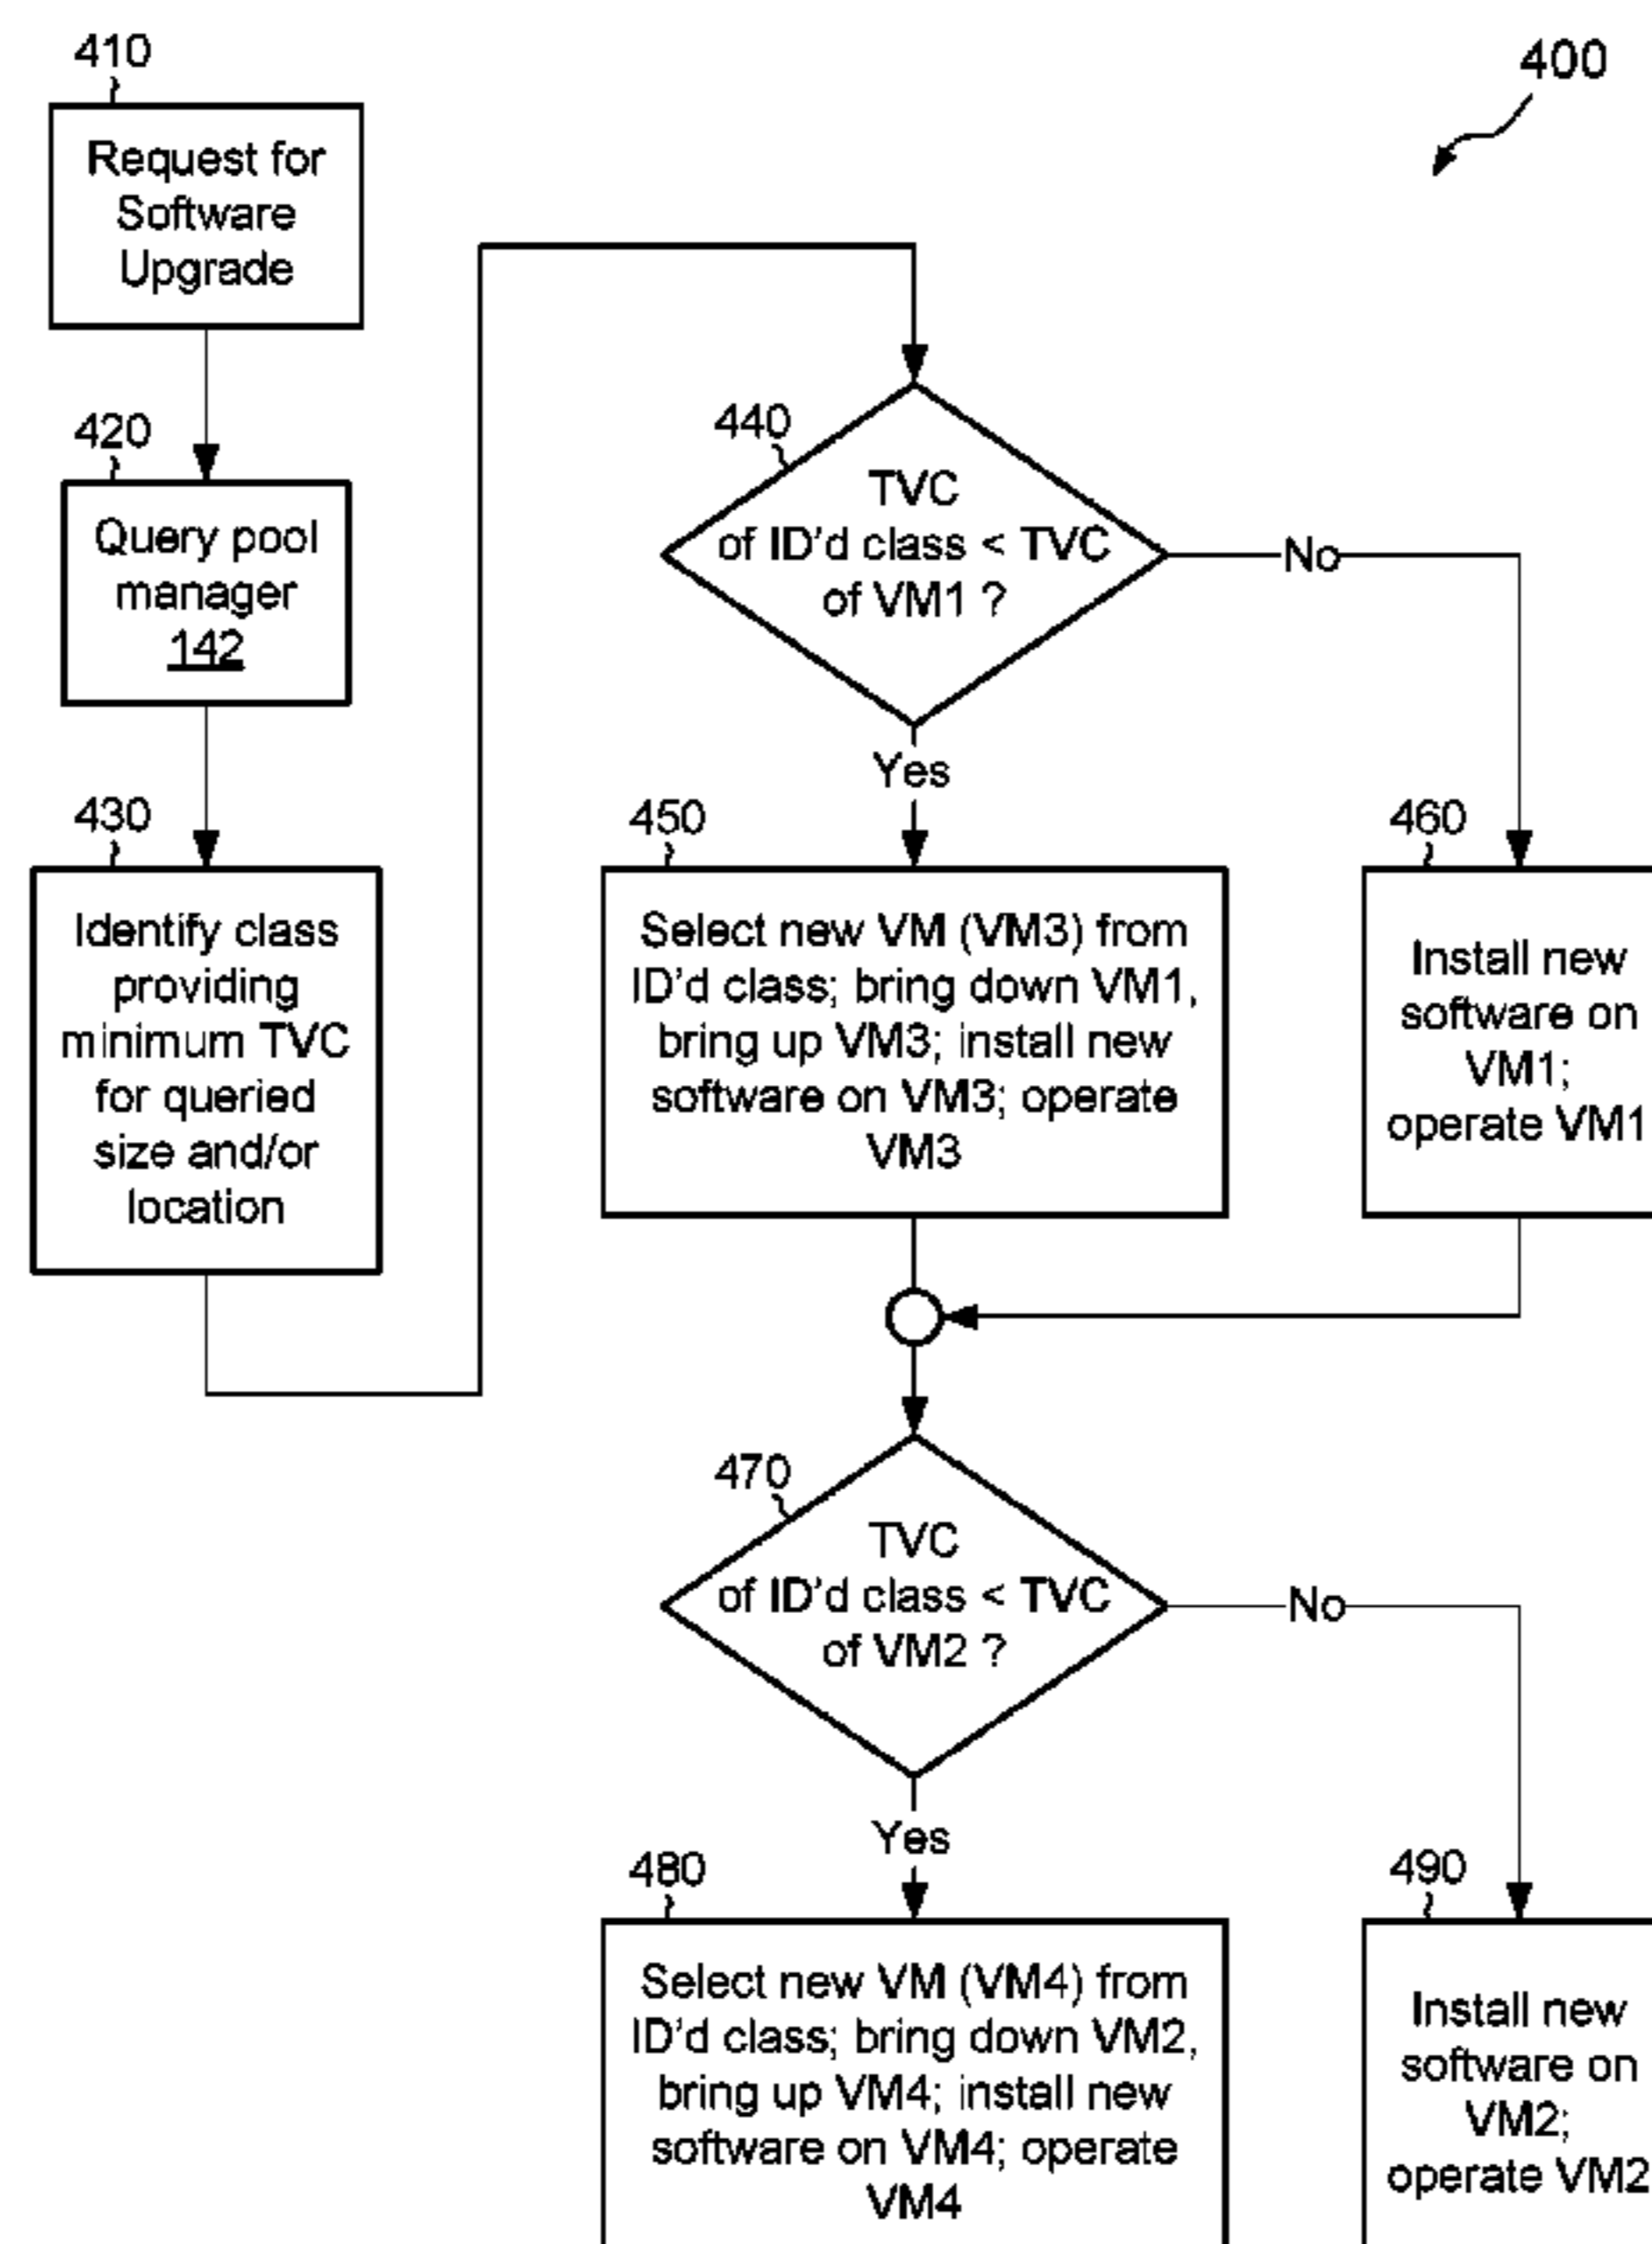 400
410
Request for
Software
Upgrade
420
Query pool
manager
142
430
Identify class
providing
minimum TVC
for queried
size and/or
location
440
TVC
of ID'd class < TVC
of VM1 ?
No
Yes
450
Select new VM (VM3) from
ID'd class; bring down VM1,
bring up VM3; install new
software on VM3; operate
VM3
460
Install new
software on
VM1;
operate VM1
470
TVC
of ID'd class < TVC
of VM2 ?
No
Yes
480
Select new VM (VM4) from
ID'd class; bring down VM2,
bring up VM4; install new
software on VM4; operate
VM4
490
Install new
software on
VM2;
operate VM2